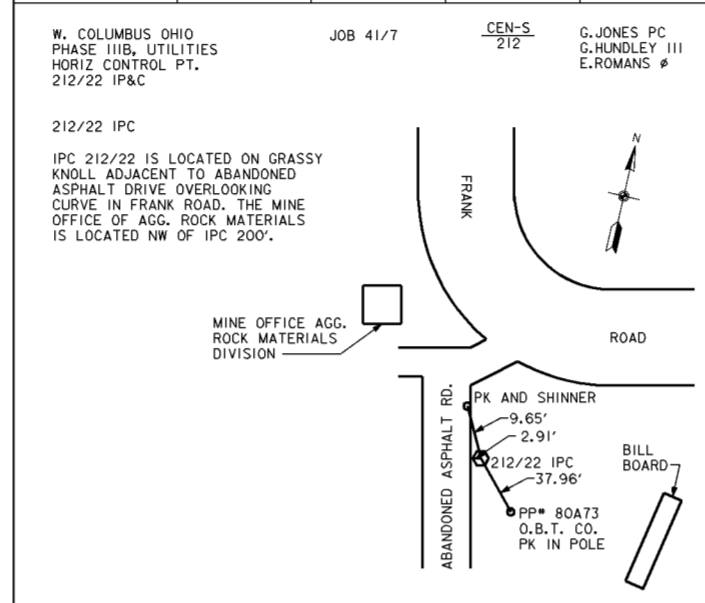 W. COLUMBUS OHIO
PHASE IIIB, UTILITIES
HORIZ CONTROL PT.
212/22 IP&C
JOB 41/7
CEN-S
212
G.JONES PC
G.HUNDLEY III
E.ROMANS ø
212/22 IPC
IPC 212/22 IS LOCATED ON GRASSY
KNOLL ADJACENT TO ABANDONED
ASPHALT DRIVE OVERLOOKING
CURVE IN FRANK ROAD. THE MINE
OFFICE OF AGG. ROCK MATERIALS
IS LOCATED NW OF IPC 200'.
N
FRANK
ROAD
MINE OFFICE AGG.
ROCK MATERIALS
DIVISION
ABANDONED ASPHALT RD.
PK AND SHINNER
9.65'
2.91'
212/22 IPC
37.96'
PP# 80A73
O.B.T. CO.
PK IN POLE
BILL
BOARD